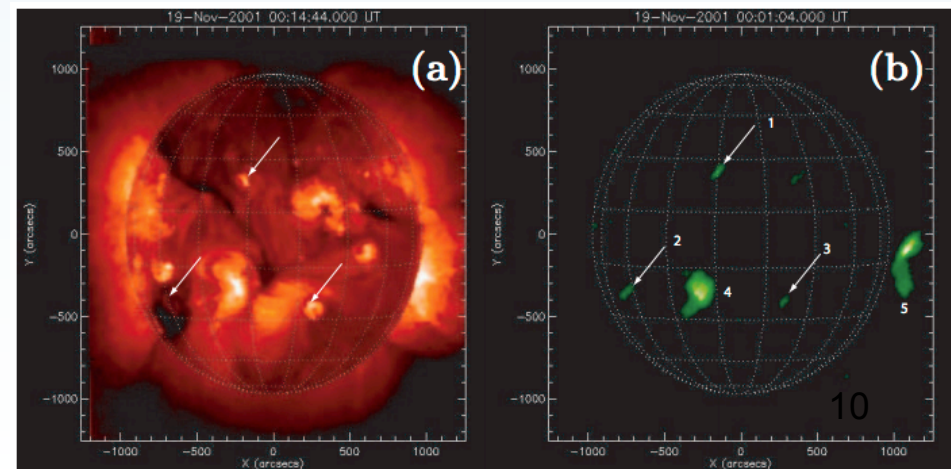 19-Nov-2001 00:14:44.000 UT
(a)
1000
500
0
-500
-1000
Y (arcsecs)
-1000 -500 0 500 1000
X (arcsecs)
19-Nov-2001 00:01:04.000 UT
(b)
1000
500
0
-500
-1000
Y (arcsecs)
1
2
3
4
5
10
-1000 -500 0 500 1000
X (arcsecs)